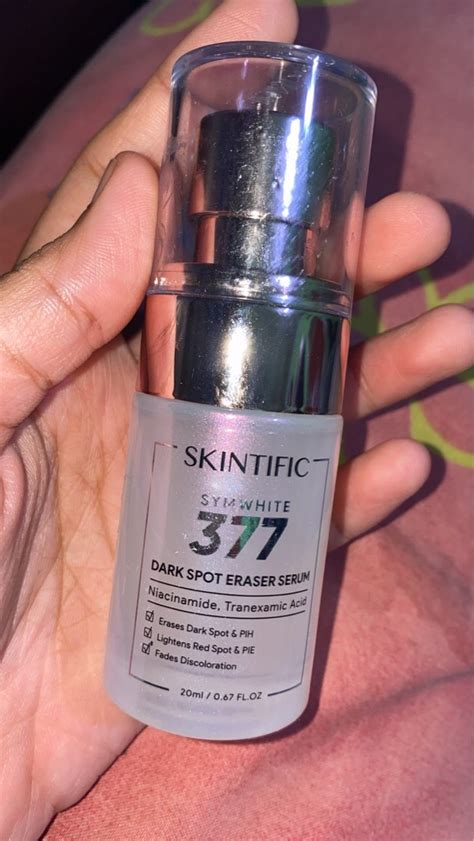 SKINTIFIC
SYMWHITE
377
DARK SPOT ERASER SERUM
Niacinamide, Tranexamic Acid
Erases Dark Spot & PIH
Lightens Red Spot & PIE
Fades Discoloration
20ml / 0.67 FL.OZ